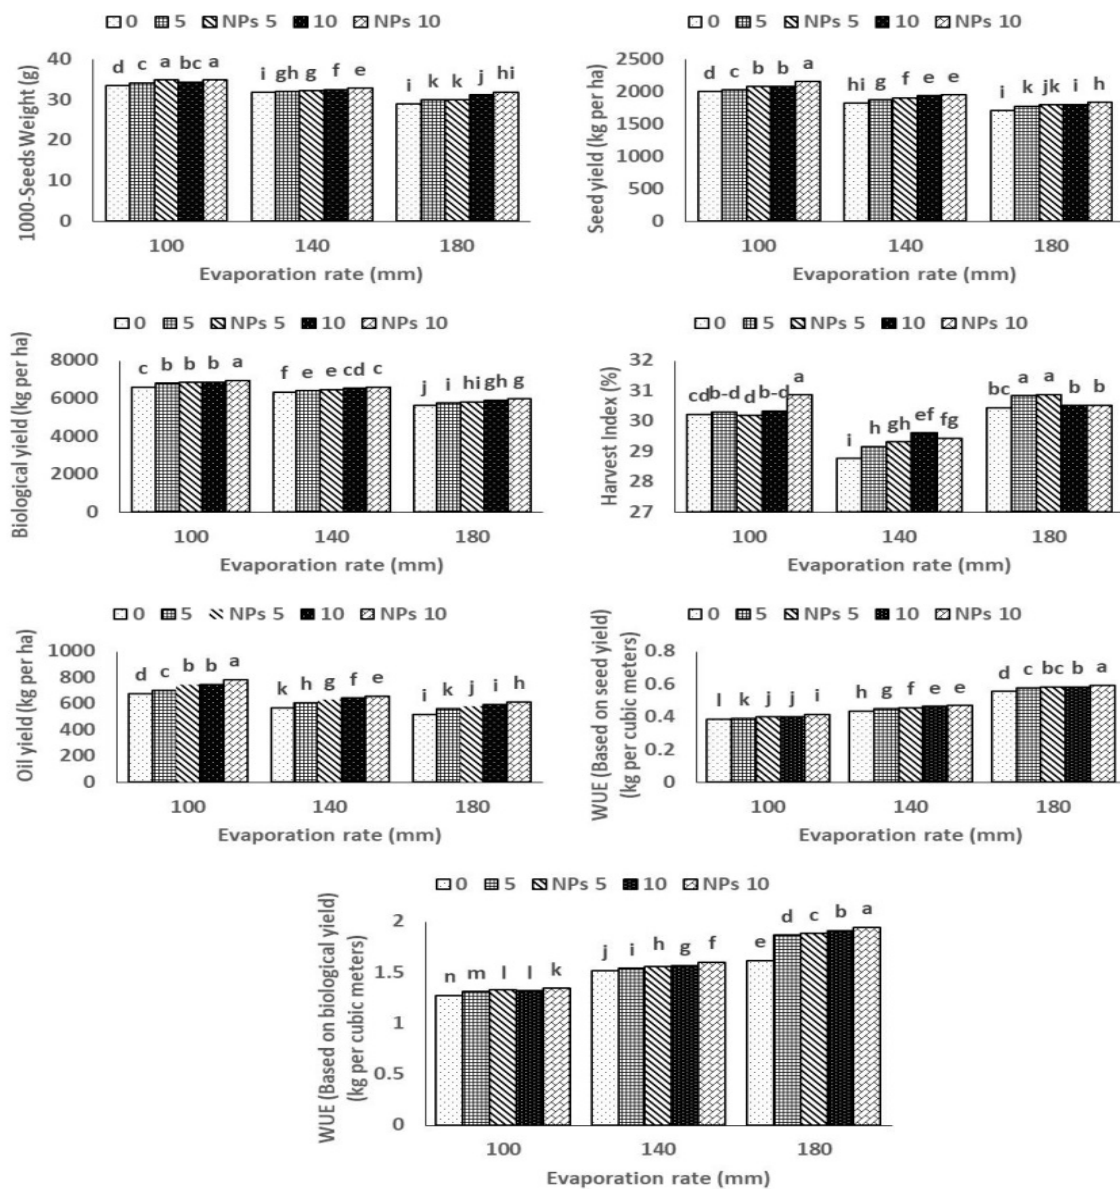 0 5 NPs 5 10 NPs 10
1000-Seeds Weight (g)
40
30
20
10
0
d c a bc a i gh g f e i k k j hi
100 140 180
Evaporation rate (mm)
0 5 NPs 5 10 NPs 10
Seed yield (kg per ha)
2500
2000
1500
1000
500
0
d c b b a hi g f e e i k jk i h
100 140 180
Evaporation rate (mm)
0 5 NPs 5 10 NPs 10
Biological yield (kg per ha)
8000
6000
4000
2000
0
c b b b a f e e cd c j i hi gh g
100 140 180
Evaporation rate (mm)
0 5 NPs 5 10 NPs 10
Harvest Index (%)
32
31
30
29
28
27
cd b-d d b-d a i h gh ef fg bc a a b b
100 140 180
Evaporation rate (mm)
0 5 NPs 5 10 NPs 10
Oil yield (kg per ha)
1000
800
600
400
200
0
d c b b a k h g f e i k j i h
100 140 180
Evaporation rate (mm)
0 5 NPs 5 10 NPs 10
WUE (Based on seed yield)
(kg per cubic meters)
0.8
0.6
0.4
0.2
0
l k j j i h g f e e d c bc b a
100 140 180
Evaporation rate (mm)
0 5 NPs 5 10 NPs 10
WUE (Based on biological yield)
(kg per cubic meters)
2
1.5
1
0.5
0
n m l l k j i h g f e d c b a
100 140 180
Evaporation rate (mm)